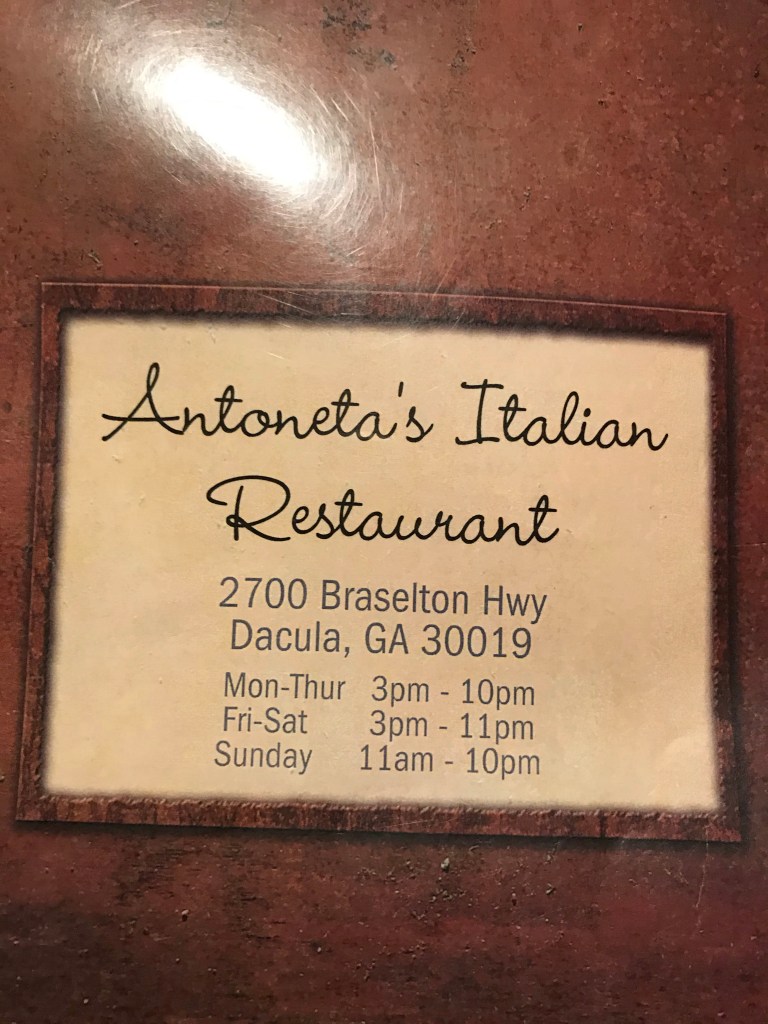 Antoneta's Italian
Restaurant
2700 Braselton Hwy
Dacula, GA 30019
Mon-Thur 3pm - 10pm
Fri-Sat 3pm - 11pm
Sunday 11am - 10pm